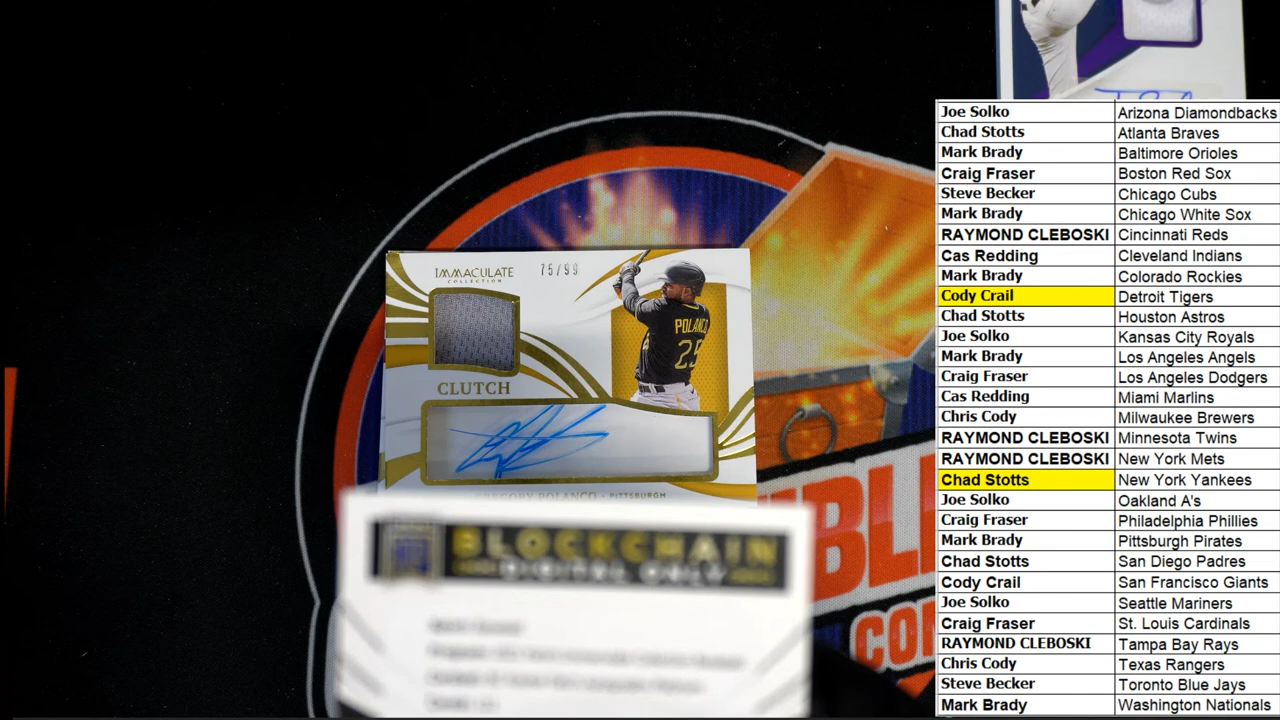 IMMACULATE
COLLECTION
75/99
POLANCO
25
CLUTCH
GREGORY POLANCO • PITTSBURGH
BLOCKCHAIN
DIGITAL ONLY
BLE
COM
Joe Solko Arizona Diamondbacks
Chad Stotts Atlanta Braves
Mark Brady Baltimore Orioles
Craig Fraser Boston Red Sox
Steve Becker Chicago Cubs
Mark Brady Chicago White Sox
RAYMOND CLEBOSKI Cincinnati Reds
Cas Redding Cleveland Indians
Mark Brady Colorado Rockies
Cody Crail Detroit Tigers
Chad Stotts Houston Astros
Joe Solko Kansas City Royals
Mark Brady Los Angeles Angels
Craig Fraser Los Angeles Dodgers
Cas Redding Miami Marlins
Chris Cody Milwaukee Brewers
RAYMOND CLEBOSKI Minnesota Twins
RAYMOND CLEBOSKI New York Mets
Chad Stotts New York Yankees
Joe Solko Oakland A's
Craig Fraser Philadelphia Phillies
Mark Brady Pittsburgh Pirates
Chad Stotts San Diego Padres
Cody Crail San Francisco Giants
Joe Solko Seattle Mariners
Craig Fraser St. Louis Cardinals
RAYMOND CLEBOSKI Tampa Bay Rays
Chris Cody Texas Rangers
Steve Becker Toronto Blue Jays
Mark Brady Washington Nationals